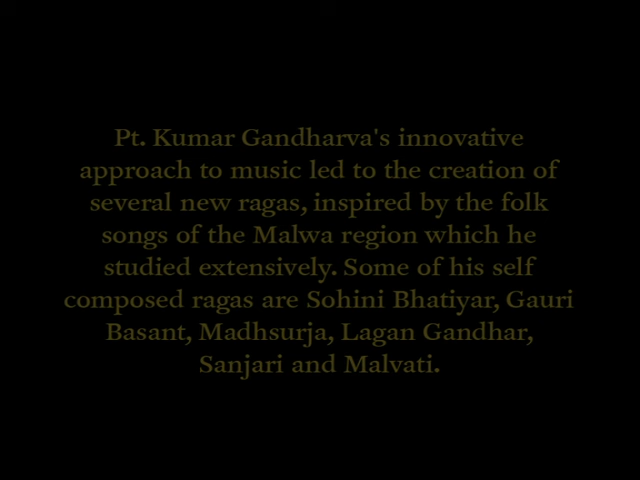 Pt. Kumar Gandharva's innovative
approach to music led to the creation of
several new ragas, inspired by the folk
songs of the Malwa region which he
studied extensively. Some of his self
composed ragas are Sohini Bhatiyar, Gauri
Basant, Madhsurja, Lagan Gandhar,
Sanjari and Malvati.